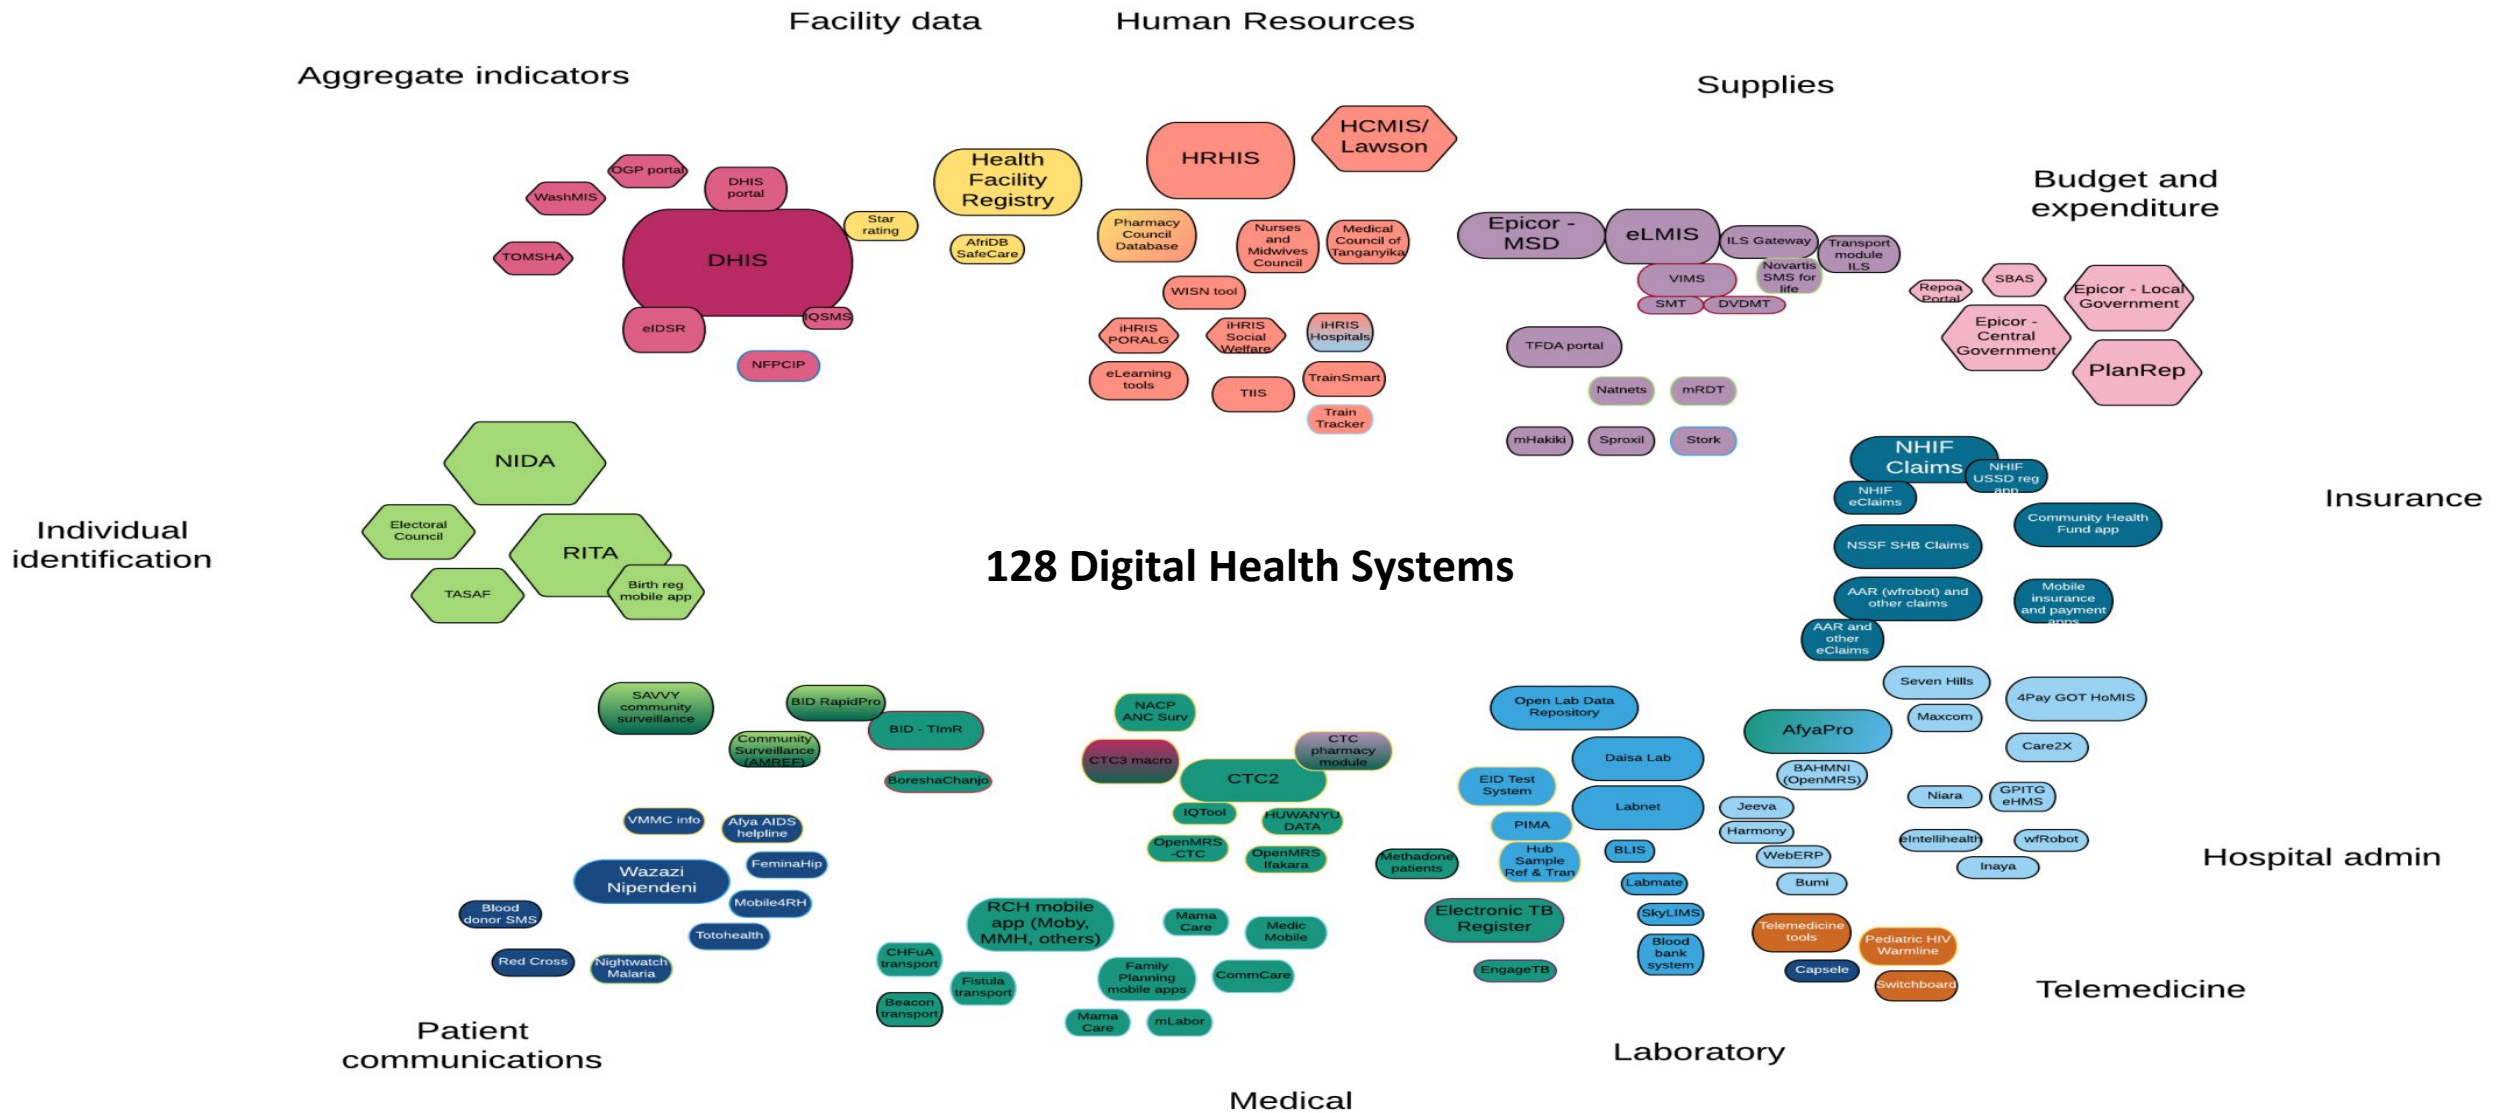 Facility data
Human Resources
Aggregate indicators
Supplies
Budget and
expenditure
Individual
identification
Insurance
Hospital admin
Telemedicine
Laboratory
Medical
Patient
communications
128 Digital Health Systems
OGP portal
WashMIS
DHIS
portal
TOMSHA
DHIS
eIDSR
IQSMS
NFPCIP
Star
rating
Health
Facility
Registry
AfriDB
SafeCare
HRHIS
HCMIS/
Lawson
Pharmacy
Council
Database
Nurses
and
Midwives
Council
Medical
Council of
Tanganyika
WISN tool
iHRIS
PORALG
iHRIS
Social
Welfare
iHRIS
Hospitals
eLearning
tools
TIIS
TrainSmart
Train
Tracker
Epicor -
MSD
eLMIS
ILS Gateway
Transport
module
ILS
VIMS
Novartis
SMS for
life
SMT
DVDMT
TFDA portal
Natnets
mRDT
mHakiki
Sproxil
Stork
Repoa
Portal
SBAS
Epicor - Local
Government
Epicor -
Central
Government
PlanRep
NHIF
Claims
NHIF
USSD reg
app
NHIF
eClaims
Community Health
Fund app
NSSF SHB Claims
AAR (wfrobot) and
other claims
Mobile
insurance
and payment
apps
AAR and
other
eClaims
NIDA
Electoral
Council
RITA
TASAF
Birth reg
mobile app
SAVVY
community
surveillance
BID RapidPro
BID - TImR
Community
Surveillance
(AMREF)
BoreshaChanjo
VMMC info
Afya AIDS
helpline
FeminaHip
Wazazi
Nipendeni
Mobile4RH
Blood
donor SMS
Totohealth
Red Cross
Nightwatch
Malaria
NACP
ANC Surv
CTC3 macro
CTC
pharmacy
module
CTC2
IQTool
HUWANYU
DATA
OpenMRS
-CTC
OpenMRS
Ifakara
Methadone
patients
RCH mobile
app (Moby,
MMH, others)
Mama
Care
Medic
Mobile
CHFuA
transport
Fistula
transport
Family
Planning
mobile apps
CommCare
Beacon
transport
Mama
Care
mLabor
Electronic TB
Register
EngageTB
Open Lab Data
Repository
Daisa Lab
EID Test
System
Labnet
PIMA
Hub
Sample
Ref & Tran
BLIS
Labmate
SkyLIMS
Blood
bank
system
Seven Hills
4Pay GOT HoMIS
Maxcom
AfyaPro
Care2X
BAHMNI
(OpenMRS)
Jeeva
Niara
GPITG
eHMS
Harmony
WebERP
eIntellihealth
wfRobot
Inaya
Bumi
Telemedicine
tools
Pediatric HIV
Warmline
Capsele
Switchboard